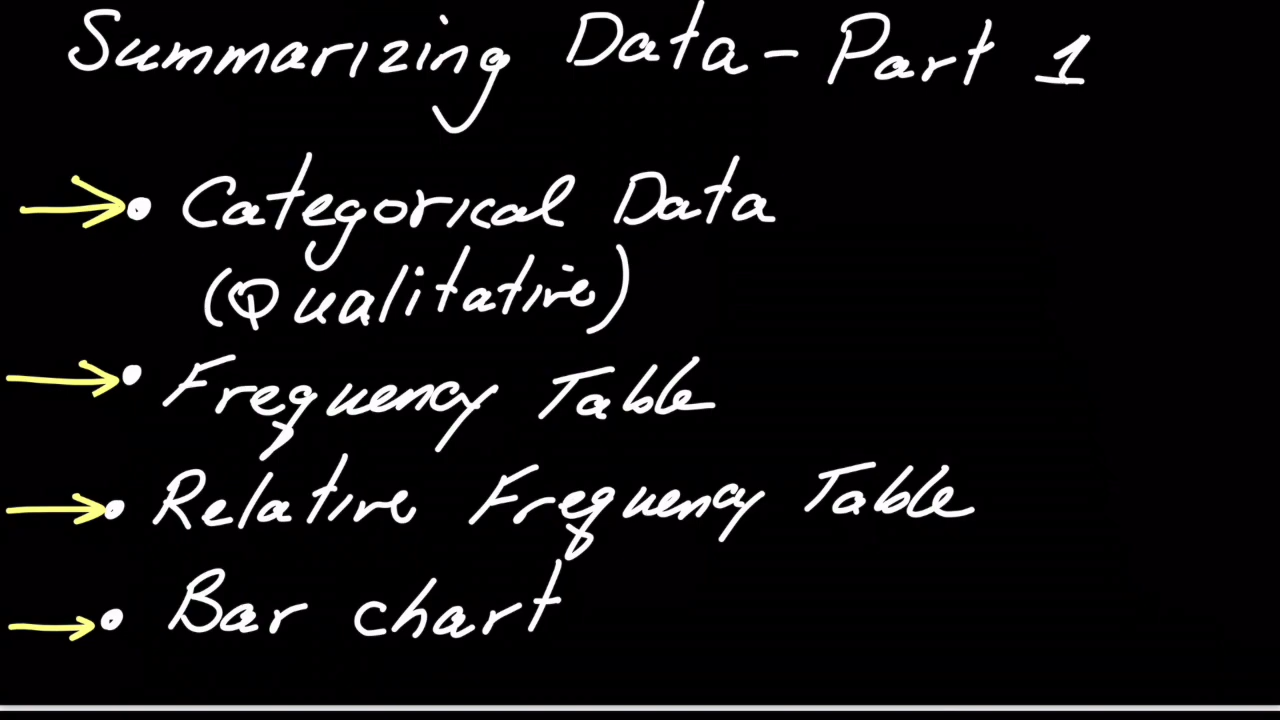 Summarizing Data - Part 1
• Categorical Data
(Qualitative)
• Frequency Table
• Relative Frequency Table
• Bar chart